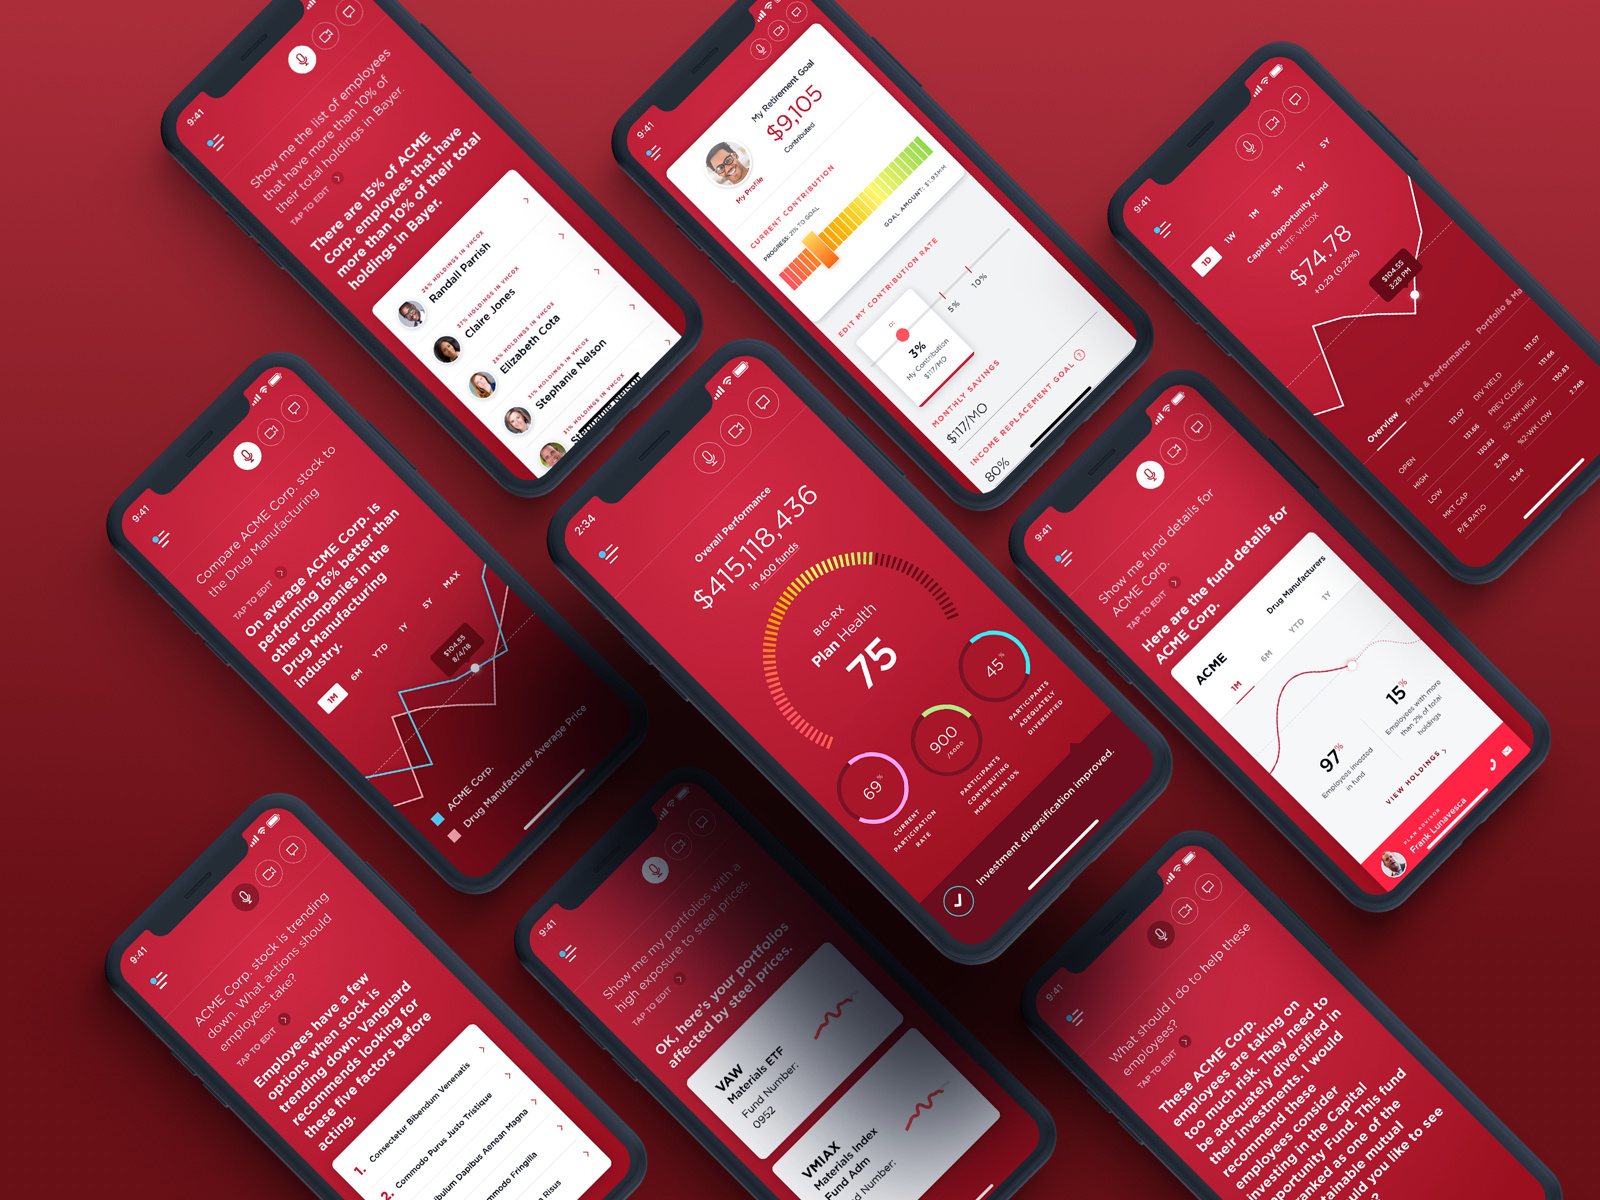 9:41
Show me the list of employees
that have more than 10% of
their total holdings in Bayer.
TAP TO EDIT
There are 15% of ACME
Corp. employees that have
more than 10% of their total
holdings in Bayer.
26% HOLDINGS IN VHCOX
Randall Parrish
27% HOLDINGS IN VHCOX
Claire Jones
28% HOLDINGS IN VHCOX
Elizabeth Cota
31% HOLDINGS IN VHCOX
Stephanie Nelson
31% HOLDINGS IN VHCOX
Stephanie Nelson
9:41
My Retirement Goal
$9,105
Contributed
My Profile
CURRENT CONTRIBUTION
PROGRESS: 25% TO GOAL
GOAL AMOUNT: $1.93MM
EDIT MY CONTRIBUTION RATE
3%
My Contribution
$117/MO
5%
10%
MONTHLY SAVINGS
$117/MO
INCOME REPLACEMENT GOAL ?
80%
9:41
1D
1W
1M
3M
1Y
5Y
Capital Opportunity Fund
MUTF: VHCOX
$74.78
+0.29 (0.22%)
$104.55
3:28 PM
Overview
Price & Performance
Portfolio & Ma
OPEN
131.07
DIV YIELD
131.07
HIGH
131.66
PREV CLOSE
131.66
LOW
130.83
52-WK HIGH
130.83
MKT CAP
2.74B
52-WK LOW
2.74B
P/E RATIO
13.64
9:41
Compare ACME Corp. stock to
the Drug Manufacturing
TAP TO EDIT
On average ACME Corp. is
performing 16% better than
other companies in the
Drug Manufacturing
industry.
1M
6M
YTD
1Y
5Y
MAX
$104.55
8/4/18
ACME Corp.
Drug Manufacturer Average Price
2:34
Overall Performance
$415,118,436
in 400 funds
BIG-RX
Plan Health
75
69%
CURRENT
PARTICIPATION
RATE
900
/5000
PARTICIPANTS
CONTRIBUTING
MORE THAN 10%
45%
PARTICIPANTS
ADEQUATELY
DIVERSIFIED
Investment diversification improved.
9:41
Show me fund details for
ACME Corp.
TAP TO EDIT
Here are the fund details for
ACME Corp.
ACME
Drug Manufacturers
1M
6M
YTD
1Y
97%
Employees invested
in fund
15%
Employees with more
than 2% of total
holdings
VIEW HOLDINGS
PLAN ADVISOR
Frank Lunavesca
9:41
ACME Corp. stock is trending
down. What actions should
employees take?
TAP TO EDIT
Employees have a few
options when stock is
trending down. Vanguard
recommends looking for
these five factors before
acting.
1. Consectetur Bibendum Venenatis
2. Commodo Purus Justo Tristique
ibulum Dapibus Aenean Magna
mmodo Fringilla
Risus
9:41
Show me my portfolios with a
high exposure to steel prices.
TAP TO EDIT
OK, here's your portfolios
affected by steel prices.
VAW
Materials ETF
Fund Number:
0952
VMIAX
Materials Index
Fund Adm
d Number:
9:41
What should I do to help these
employees?
TAP TO EDIT
These ACME Corp.
employees are taking on
too much risk. They need to
be adequately diversified in
their investments. I would
recommend these
employees consider
investing in the Capital
pportunity Fund. This fund
anked as one of the
tainable mutual
ld you like to see
?